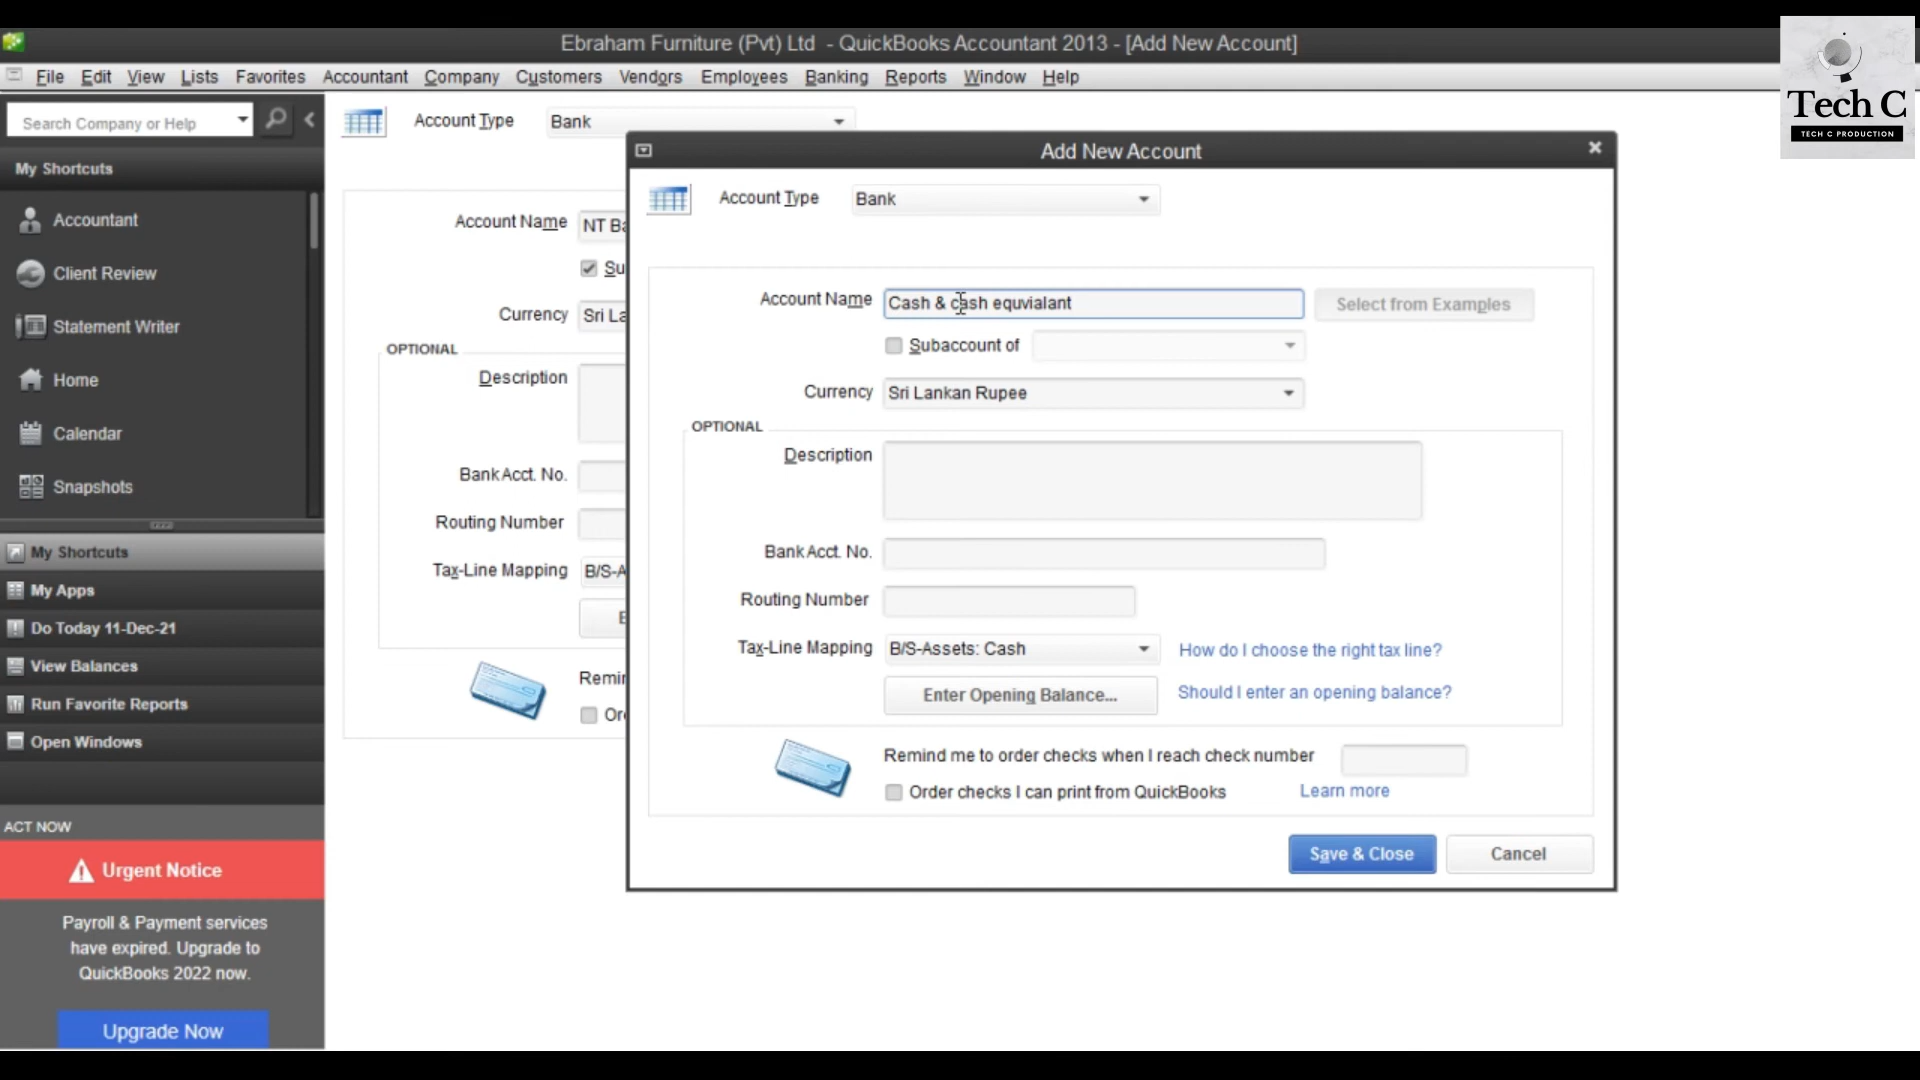 Ebraham Furniture (Pvt) Ltd - QuickBooks Accountant 2013 - [Add New Account]
File Edit View Lists Favorites Accountant Company Customers Vendors Employees Banking Reports Window Help
Tech C
TECH C PRODUCTION
Search Company or Help
My Shortcuts
Accountant
Client Review
Statement Writer
Home
Calendar
Snapshots
My Shortcuts
My Apps
Do Today 11-Dec-21
View Balances
Run Favorite Reports
Open Windows
ACT NOW
Urgent Notice
Payroll & Payment services
have expired. Upgrade to
QuickBooks 2022 now.
Upgrade Now
Account Type Bank
Account Name NT Ba
Su
Currency Sri La
OPTIONAL
Description
Bank Acct. No.
Routing Number
Tax-Line Mapping B/S-A
E
Remin
Ord
Add New Account
Account Type Bank
Account Name Cash & cash equvialant Select from Examples
Subaccount of
Currency Sri Lankan Rupee
OPTIONAL
Description
Bank Acct. No.
Routing Number
Tax-Line Mapping B/S-Assets: Cash How do I choose the right tax line?
Enter Opening Balance... Should I enter an opening balance?
Remind me to order checks when I reach check number
Order checks I can print from QuickBooks Learn more
Save & Close Cancel